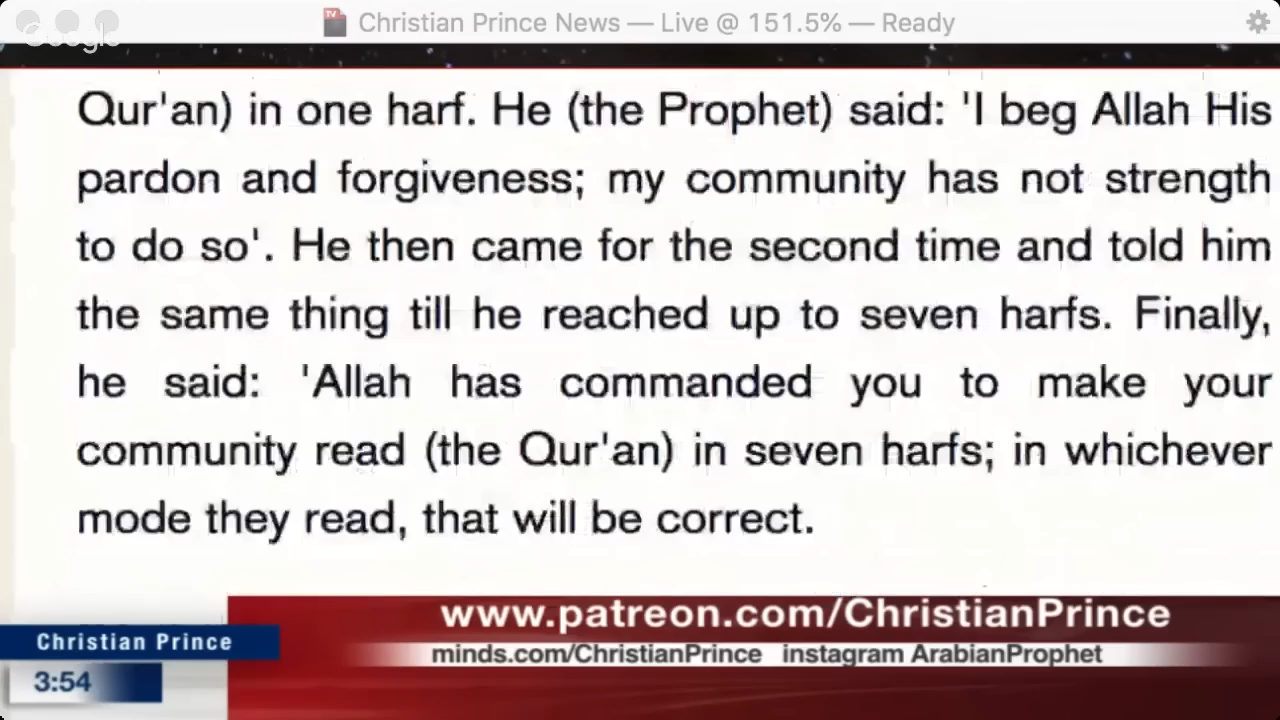 Christian Prince News — Live @ 151.5% — Ready
Google
Qur'an) in one harf. He (the Prophet) said: 'I beg Allah His
pardon and forgiveness; my community has not strength
to do so'. He then came for the second time and told him
the same thing till he reached up to seven harfs. Finally,
he said: 'Allah has commanded you to make your
community read (the Qur'an) in seven harfs; in whichever
mode they read, that will be correct.
www.patreon.com/ChristianPrince
Christian Prince
minds.com/ChristianPrince instagram ArabianProphet
3:54